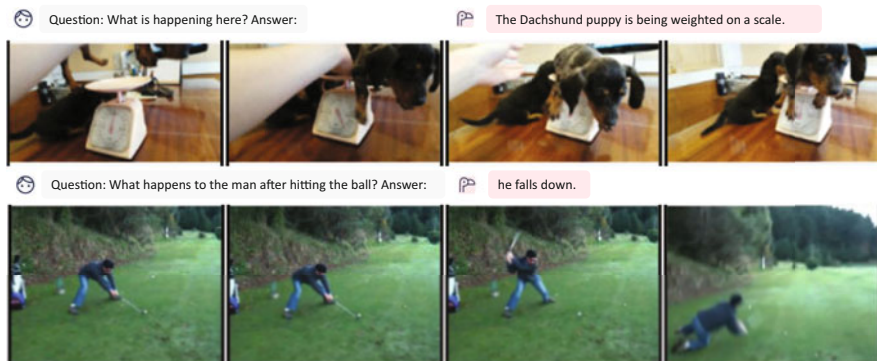 Question: What is happening here? Answer:
The Dachshund puppy is being weighted on a scale.
Question: What happens to the man after hitting the ball? Answer:
he falls down.